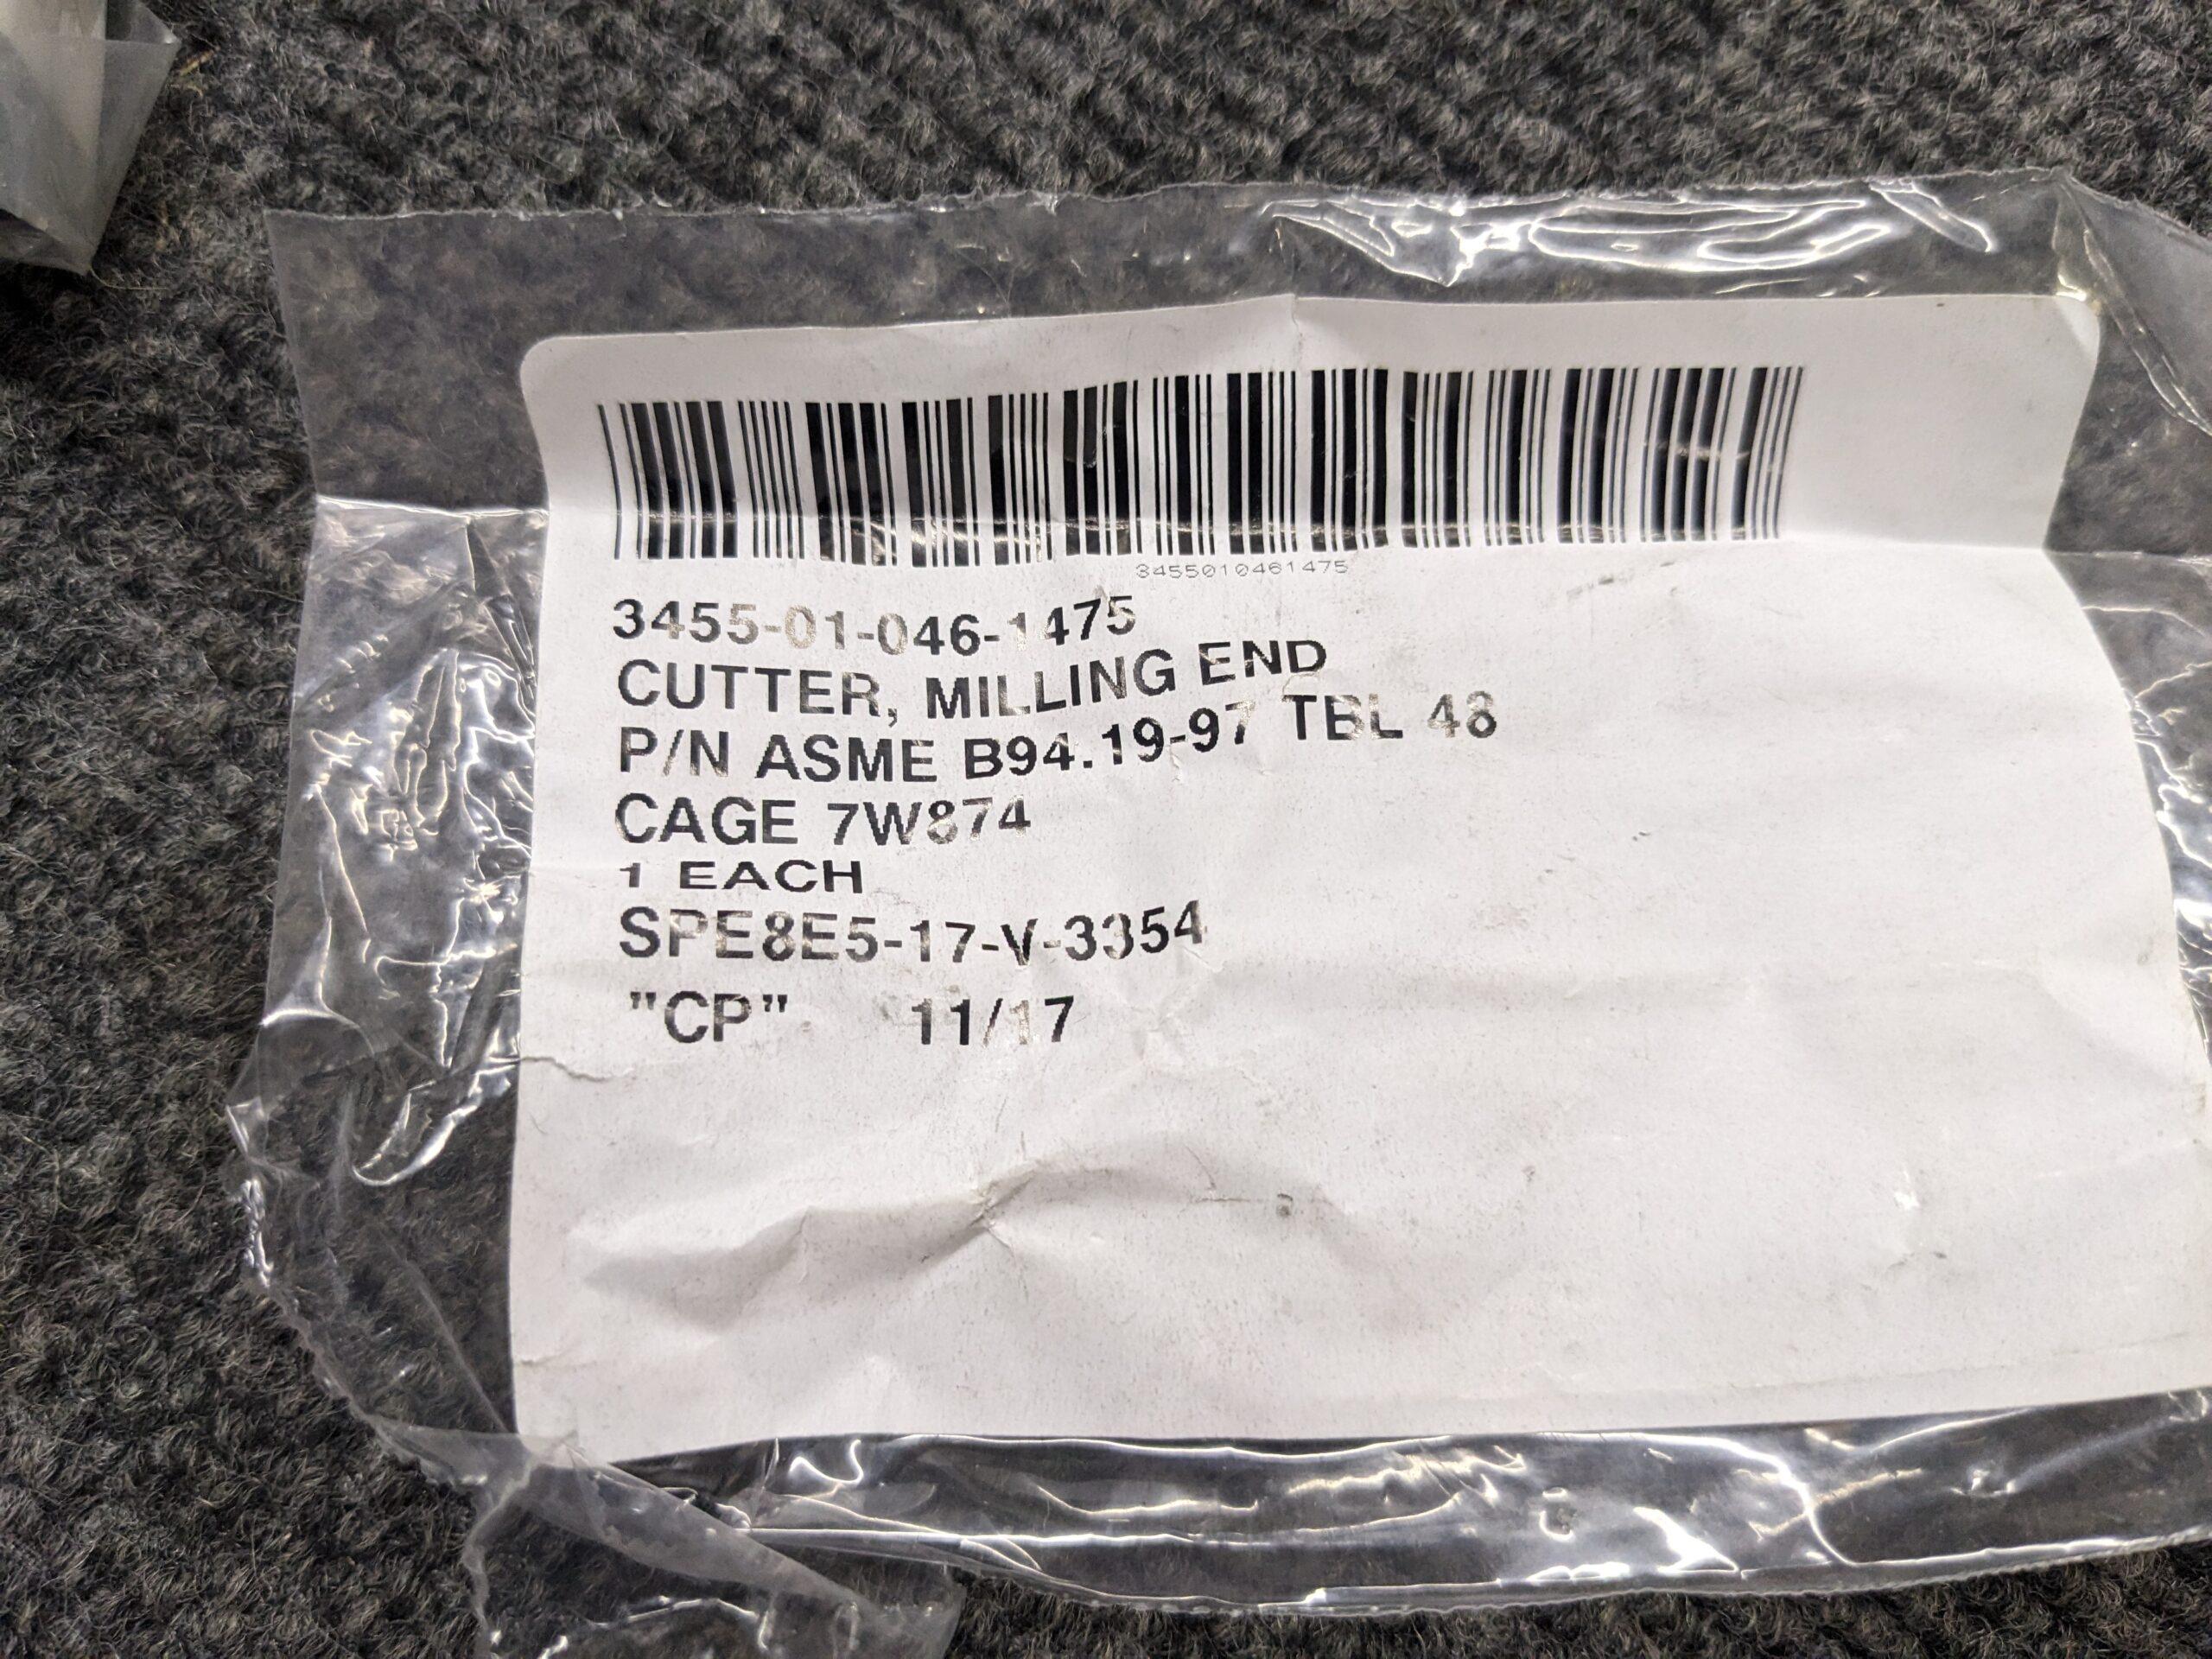 3455010461475
3455-01-046-1475
CUTTER, MILLING END
P/N ASME B94.19-97 TBL 48
CAGE 7W874
1 EACH
SPE8E5-17-V-3354
"CP" 11/17